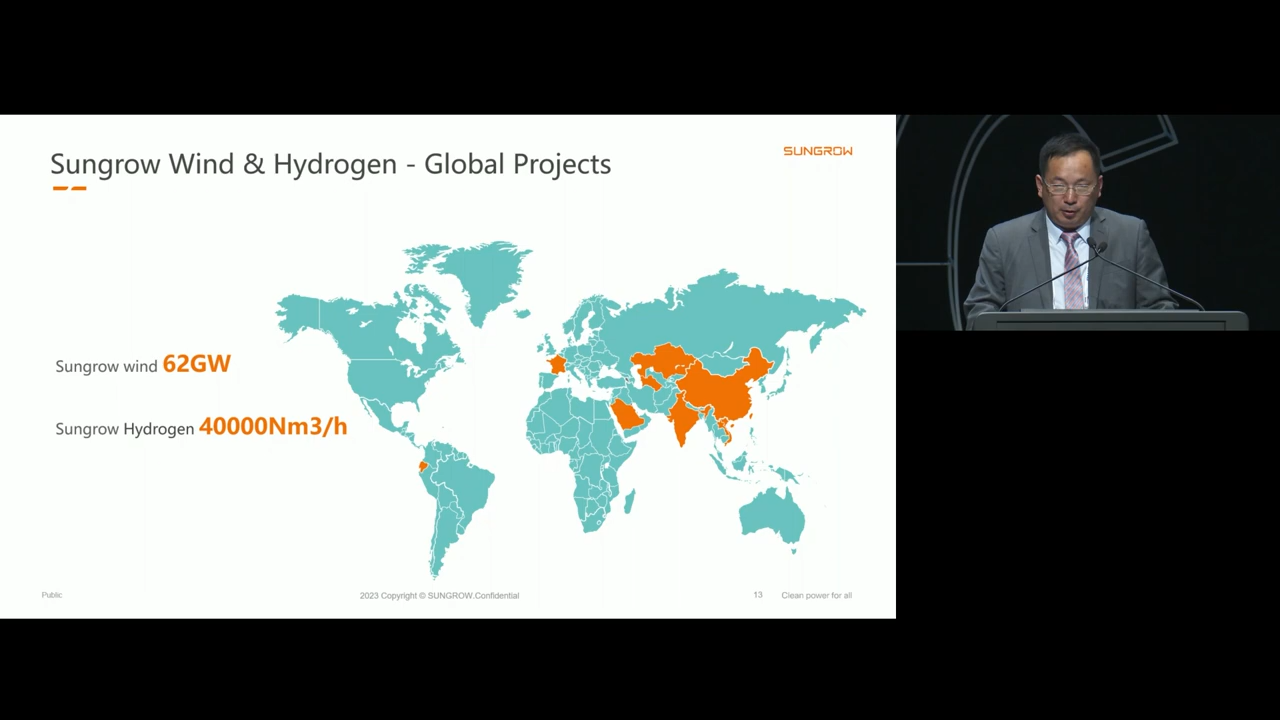 Sungrow Wind & Hydrogen - Global Projects
SUNGROW
Sungrow wind 62GW
Sungrow Hydrogen 40000Nm3/h
Public
2023 Copyright © SUNGROW.Confidential
13
Clean power for all